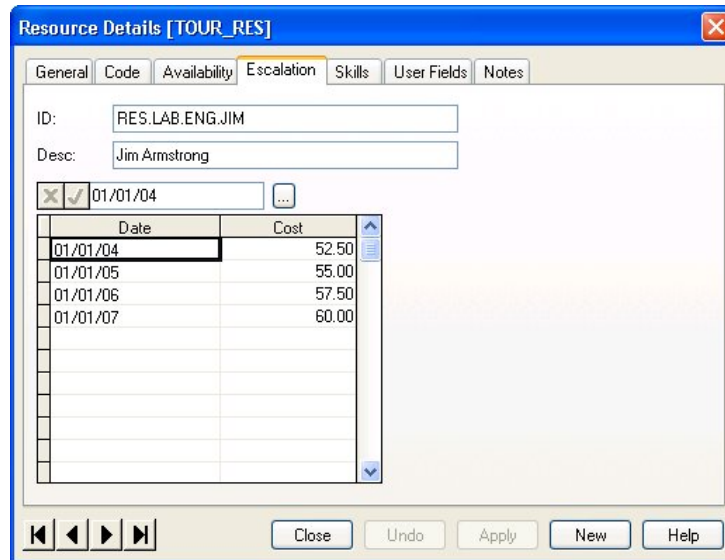 Resource Details [TOUR_RES]
General Code Availability Escalation Skills User Fields Notes
ID: RES.LAB.ENG.JIM
Desc: Jim Armstrong
01/01/04 ...
Date Cost
01/01/04 52.50
01/01/05 55.00
01/01/06 57.50
01/01/07 60.00
Close Undo Apply New Help